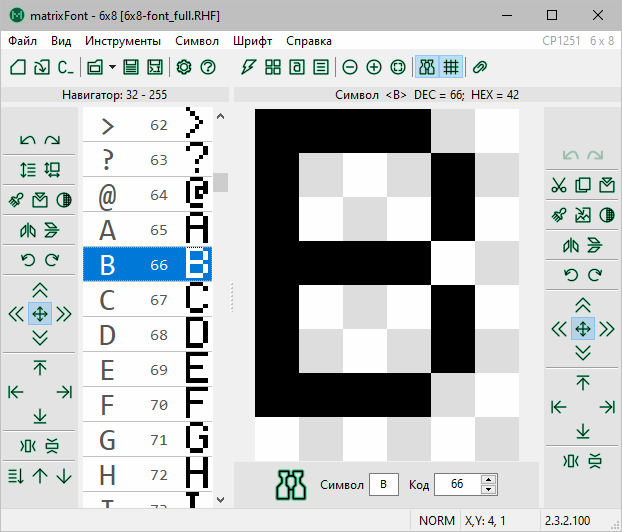 matrixFont - 6x8 [6x8-font_full.RHF]
Файл Вид Инструменты Символ Шрифт Справка CP1251 6 x 8
C_ a
Навигатор: 32 - 255 Символ <B> DEC = 66; HEX = 42
> 62 >
? 63 ?
@ 64 @
A 65 A
B 66 B
C 67 C
D 68 D
E 69 E
F 70 F
G 71 G
H 72 H
I 73 I
Символ B Код 66
NORM X,Y: 4, 1 2.3.2.100